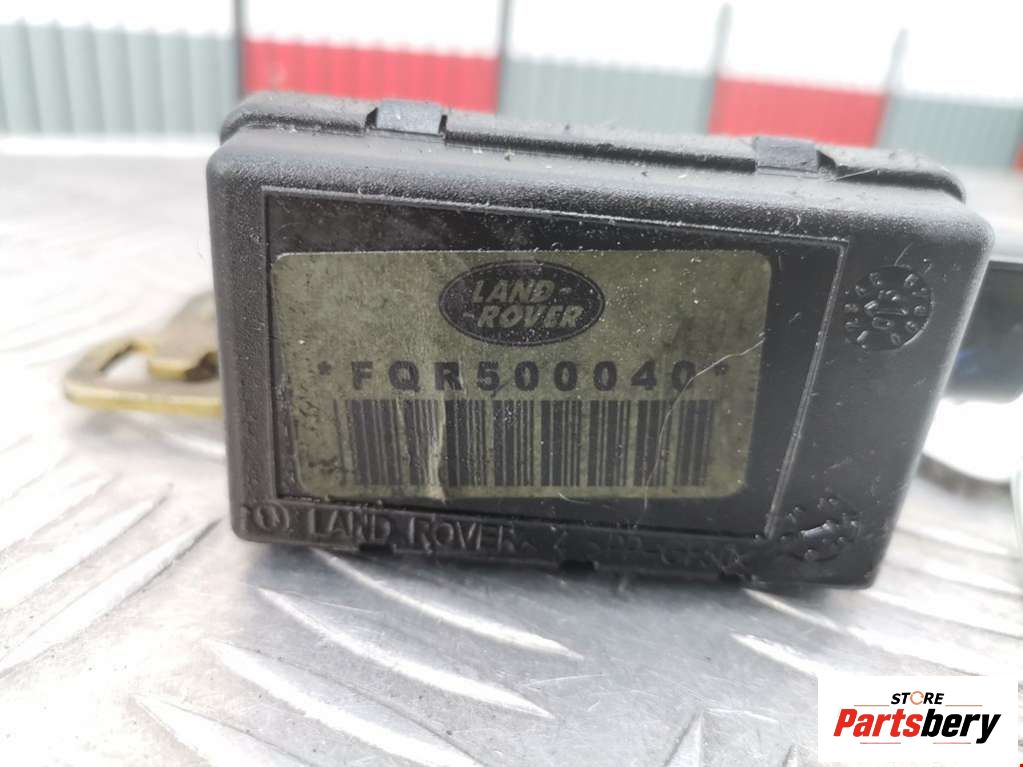 LAND-
-ROVER
*FQR500040*
LAND ROVER
STORE
Partsbery